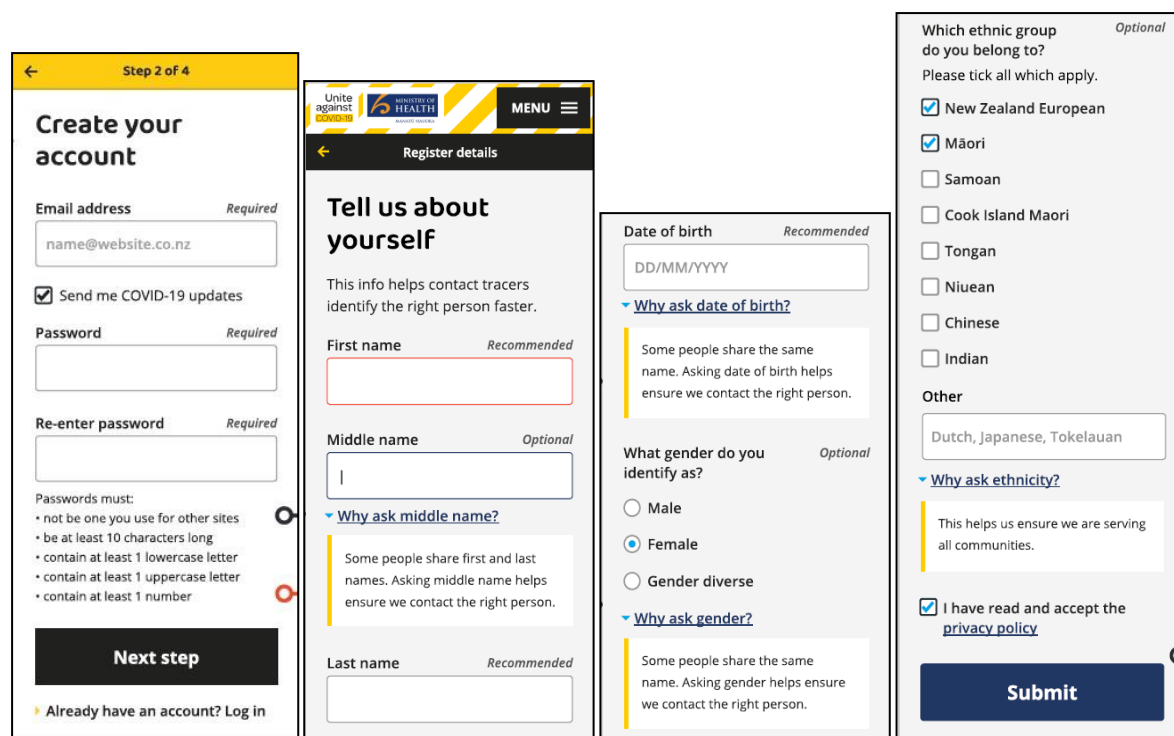 Step 2 of 4
Create your
account
Email address Required
name@website.co.nz
Send me COVID-19 updates
Password Required
Re-enter password Required
Passwords must:
• not be one you use for other sites
• be at least 10 characters long
• contain at least 1 lowercase letter
• contain at least 1 uppercase letter
• contain at least 1 number
Next step
Already have an account? Log in
Unite
against
COVID-19
MINISTRY OF
HEALTH
MANATŪ HAUORA
MENU
Register details
Tell us about
yourself
This info helps contact tracers
identify the right person faster.
First name Recommended
Middle name Optional
Why ask middle name?
Some people share first and last
names. Asking middle name helps
ensure we contact the right person.
Last name Recommended
Date of birth Recommended
DD/MM/YYYY
Why ask date of birth?
Some people share the same
name. Asking date of birth helps
ensure we contact the right person.
What gender do you Optional
identify as?
Male
Female
Gender diverse
Why ask gender?
Some people share the same
name. Asking gender helps ensure
we contact the right person.
Which ethnic group Optional
do you belong to?
Please tick all which apply.
New Zealand European
Māori
Samoan
Cook Island Maori
Tongan
Niuean
Chinese
Indian
Other
Dutch, Japanese, Tokelauan
Why ask ethnicity?
This helps us ensure we are serving
all communities.
I have read and accept the
privacy policy
Submit